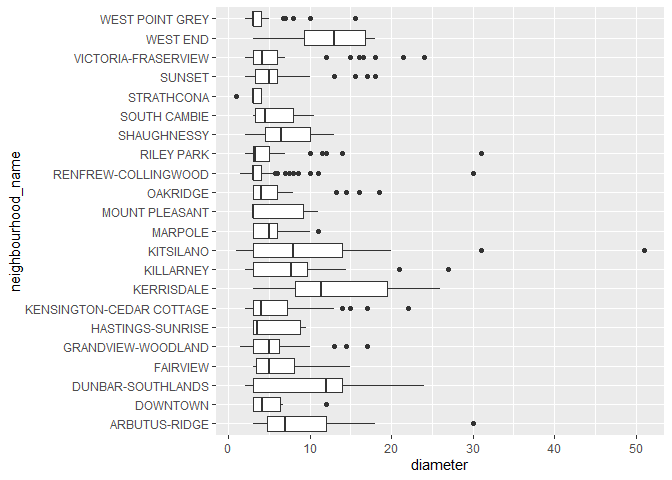 neighbourhood_name
WEST POINT GREY
WEST END
VICTORIA-FRASERVIEW
SUNSET
STRATHCONA
SOUTH CAMBIE
SHAUGHNESSY
RILEY PARK
RENFREW-COLLINGWOOD
OAKRIDGE
MOUNT PLEASANT
MARPOLE
KITSILANO
KILLARNEY
KERRISDALE
KENSINGTON-CEDAR COTTAGE
HASTINGS-SUNRISE
GRANDVIEW-WOODLAND
FAIRVIEW
DUNBAR-SOUTHLANDS
DOWNTOWN
ARBUTUS-RIDGE
0 10 20 30 40 50
diameter